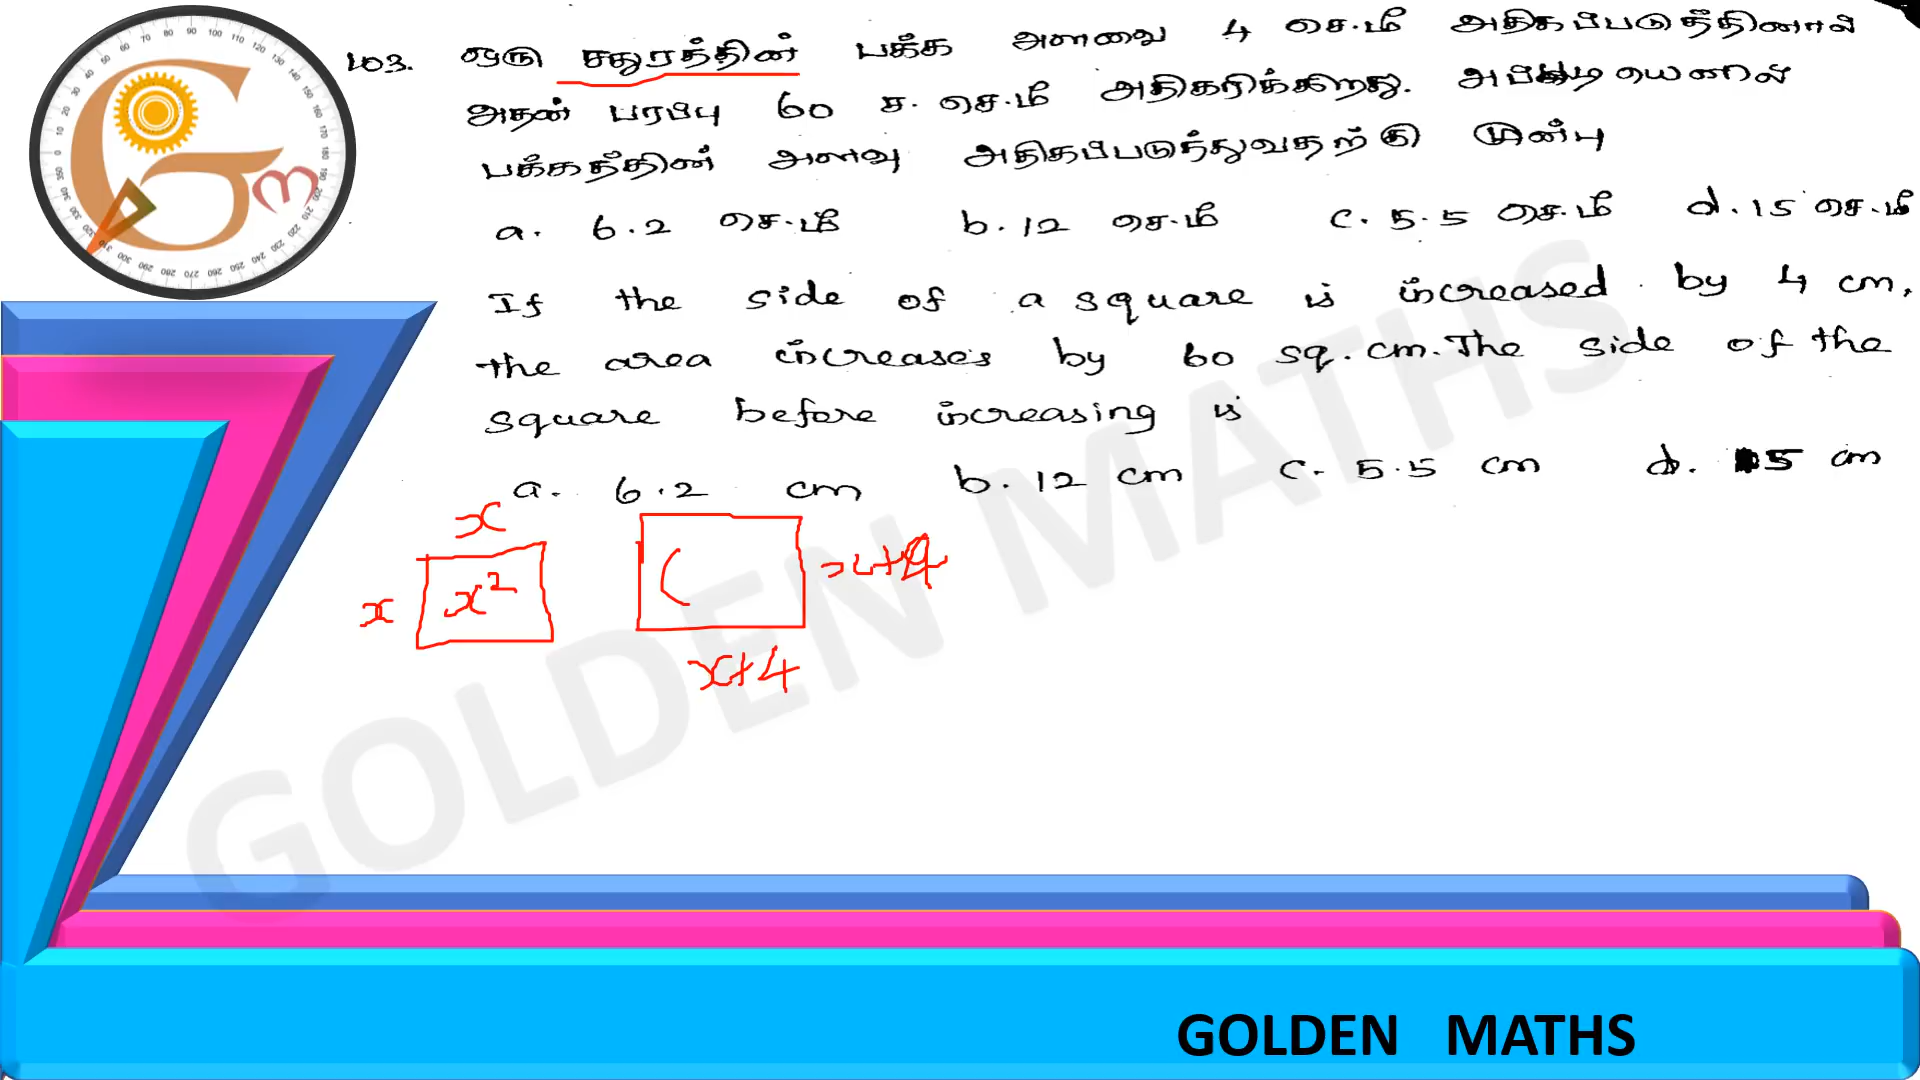 103. ஒரு சதுரத்தின் பக்க அளவை 4 செ.மீ அதிகப்படுத்தினால்
அதன் பரப்பு 60 ச. செ.மீ அதிகரிக்கிறது. அப்படியெனில்
பக்கத்தின் அளவு அதிகப்படுத்துவதற்கு முன்பு
a. 6.2 செ.மீ b. 12 செ.மீ c. 5.5 செ.மீ d. 15 செ.மீ
If the side of a square is increased by 4 cm,
the area increases by 60 sq.cm. The side of the
square before increasing is
a. 6.2 cm b. 12 cm c. 5.5 cm d. 5 cm
x
x x² ( x+4
x+4
GOLDEN MATHS
GOLDEN MATHS